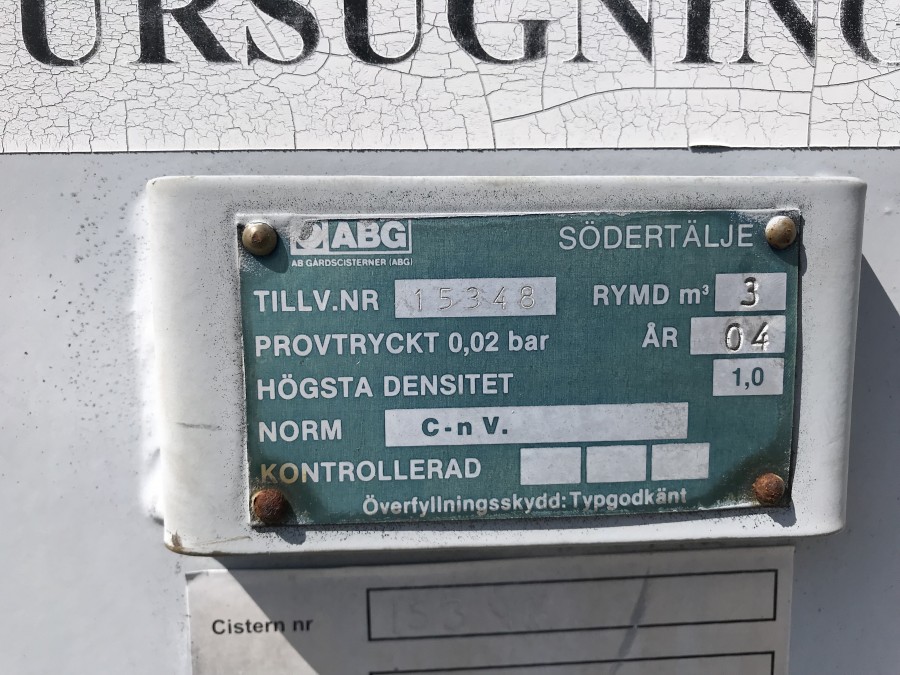 URSUGNING
ABG
SÖDERTÄLJE
AB GÅRDSCISTERNER (ABG)
TILLV.NR 15348 RYMD m³ 3
PROVTRYCKT 0,02 bar ÅR 04
HÖGSTA DENSITET 1,0
NORM C-n V.
KONTROLLERAD
Överfyllningsskydd: Typgodkänt
Cistern nr